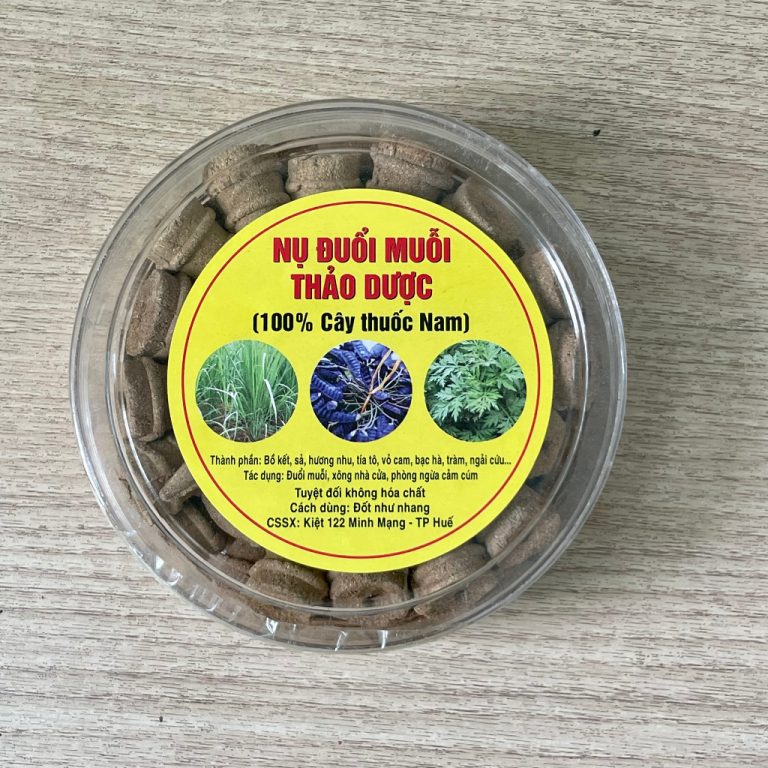 NỤ ĐUỔI MUỖI
THẢO DƯỢC
(100% Cây thuốc Nam)
Thành phần: Bồ kết, sả, hương nhu, tía tô, vỏ cam, bạc hà, tràm, ngải cứu...
Tác dụng: Đuổi muỗi, xông nhà cửa, phòng ngừa cảm cúm
Tuyệt đối không hóa chất
Cách dùng: Đốt như nhang
CSSX: Kiệt 122 Minh Mạng - TP Huế